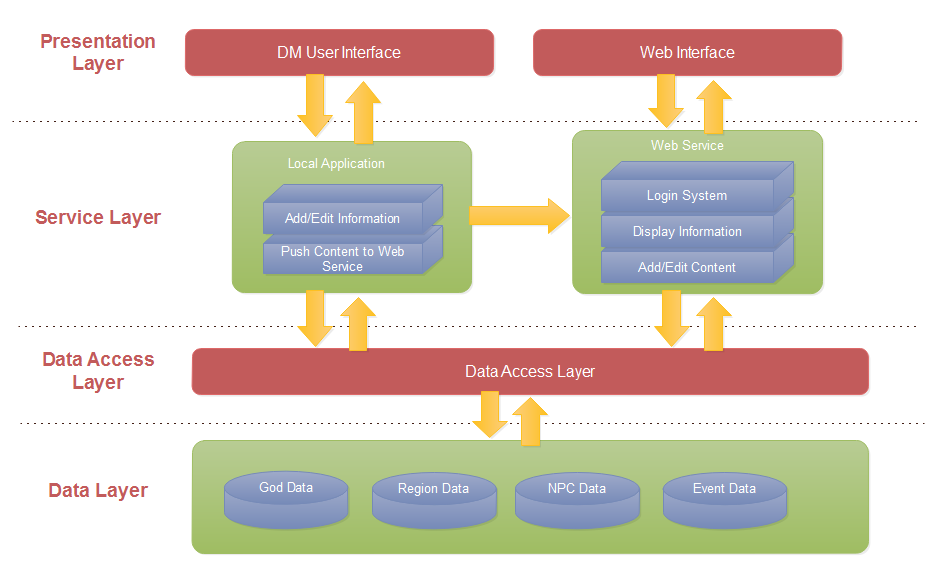 Presentation
Layer
DM User Interface
Web Interface
Service Layer
Local Application
Add/Edit Information
Push Content to Web
Service
Web Service
Login System
Display Information
Add/Edit Content
Data Access
Layer
Data Access Layer
Data Layer
God Data
Region Data
NPC Data
Event Data